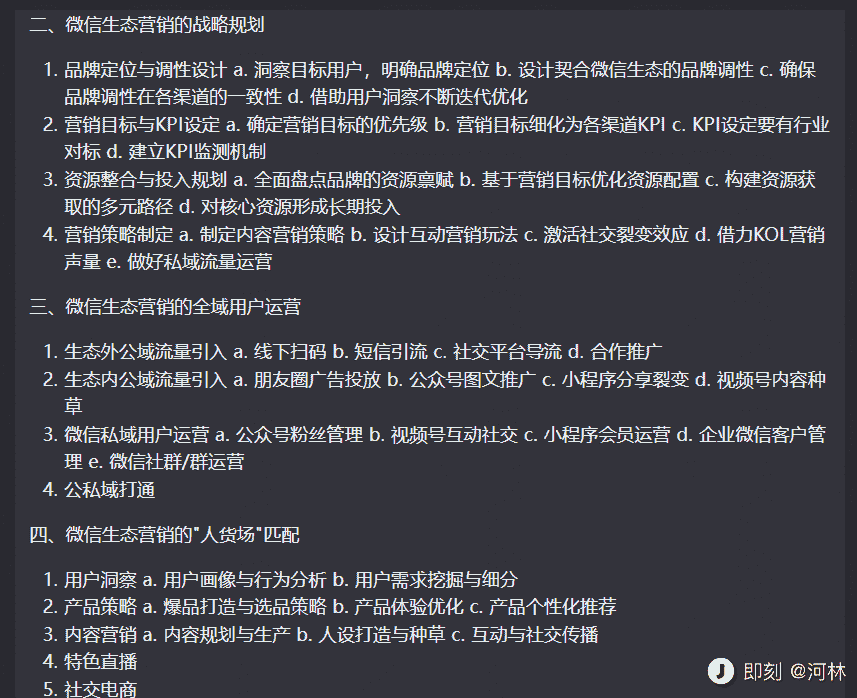 二、微信生态营销的战略规划
1. 品牌定位与调性设计 a. 洞察目标用户，明确品牌定位 b. 设计契合微信生态的品牌调性 c. 确保
品牌调性在各渠道的一致性 d. 借助用户洞察不断迭代优化
2. 营销目标与KPI设定 a. 确定营销目标的优先级 b. 营销目标细化为各渠道KPI c. KPI设定要有行业
对标 d. 建立KPI监测机制
3. 资源整合与投入规划 a. 全面盘点品牌的资源禀赋 b. 基于营销目标优化资源配置 c. 构建资源获
取的多元路径 d. 对核心资源形成长期投入
4. 营销策略制定 a. 制定内容营销策略 b. 设计互动营销玩法 c. 激活社交裂变效应 d. 借力KOL营销
声量 e. 做好私域流量运营
三、微信生态营销的全域用户运营
1. 生态外公域流量引入 a. 线下扫码 b. 短信引流 c. 社交平台导流 d. 合作推广
2. 生态内公域流量引入 a. 朋友圈广告投放 b. 公众号图文推广 c. 小程序分享裂变 d. 视频号内容种
草
3. 微信私域用户运营 a. 公众号粉丝管理 b. 视频号互动社交 c. 小程序会员运营 d. 企业微信客户管
理 e. 微信社群/群运营
4. 公私域打通
四、微信生态营销的"人货场"匹配
1. 用户洞察 a. 用户画像与行为分析 b. 用户需求挖掘与细分
2. 产品策略 a. 爆品打造与选品策略 b. 产品体验优化 c. 产品个性化推荐
3. 内容营销 a. 内容规划与生产 b. 人设打造与种草 c. 互动与社交传播
4. 特色直播
5. 社交电商
即刻 @河林